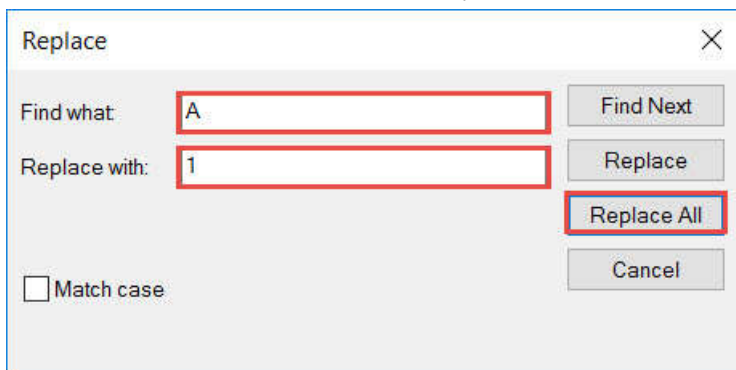 Replace
Find what:
A
Find Next
Replace with:
1
Replace
Replace All
Match case
Cancel